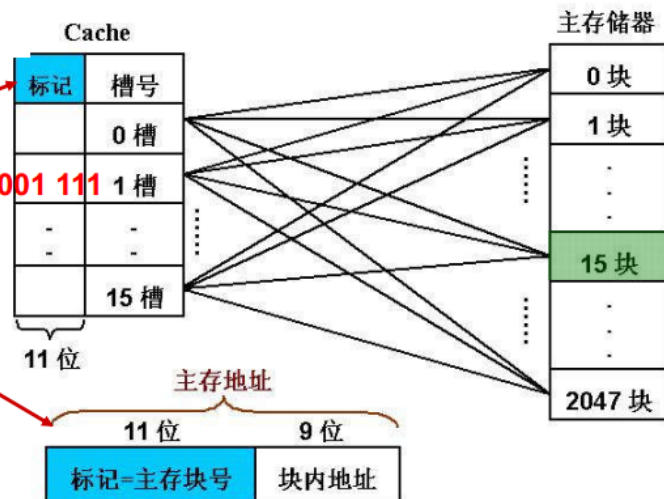 Cache
主存储器
标记 槽号
0 槽
001 111 1 槽
15 槽
11 位
0 块
1 块
15 块
2047 块
主存地址
11 位 9 位
标记=主存块号 块内地址